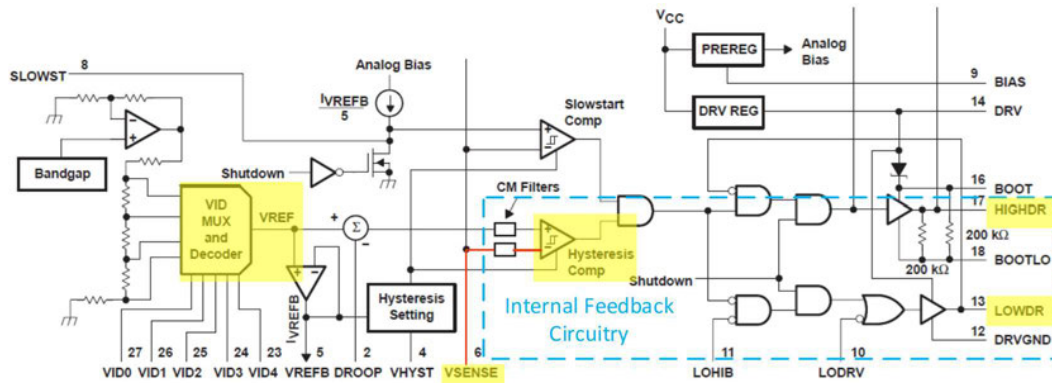 VCC
PREREG
Analog
Bias
9 BIAS
14 DRV
DRV REG
SLOWST 8
Analog Bias
IVREFB
5
Slowstart
Comp
Bandgap
Shutdown
VID
MUX
and
Decoder
VREF
+
Σ
−
CM Filters
Hysteresis
Comp
16 BOOT
17 HIGHDR
200 kΩ
18 BOOTLO
200 kΩ
Shutdown
Internal Feedback
Circuitry
Hysteresis
Setting
IVREFB
13 LOWDR
12 DRVGND
27 26 25 24 23 5 2 4 6 11 10
VID0 VID1 VID2 VID3 VID4 VREFB DROOP VHYST VSENSE LOHIB LODRV